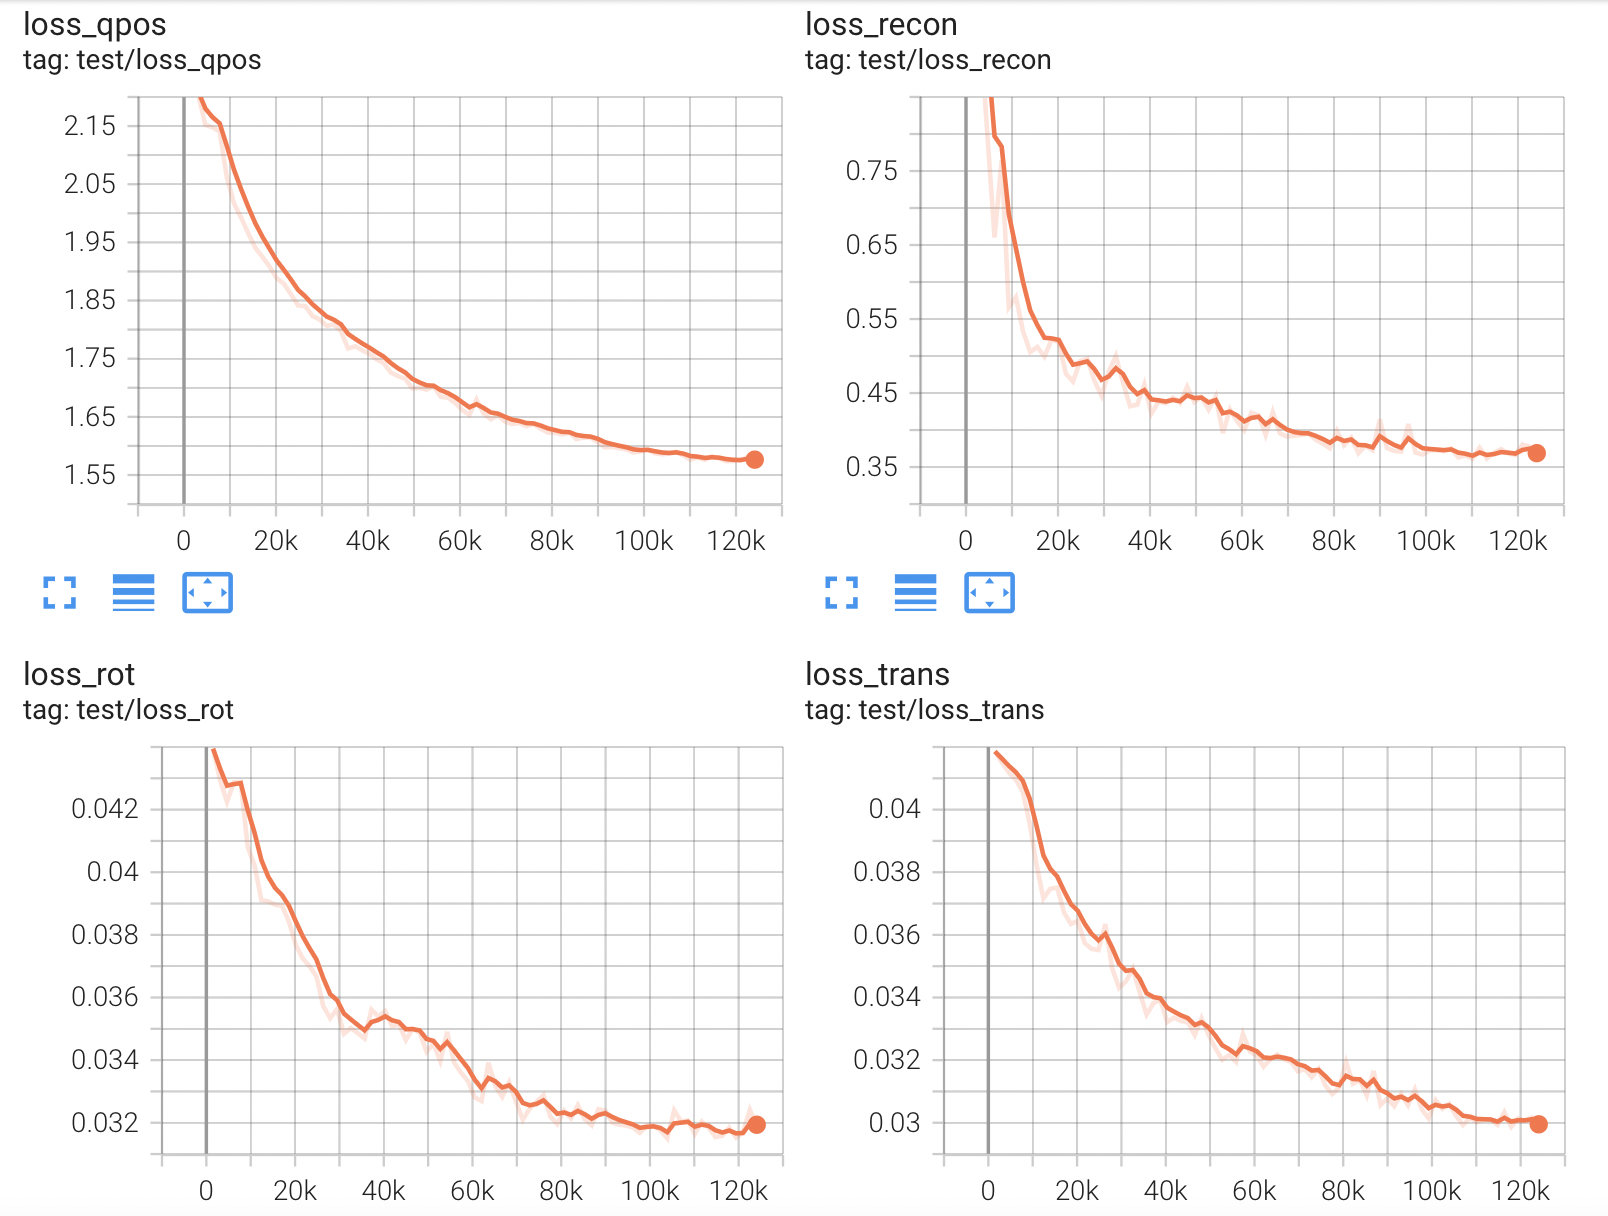 loss_qpos
tag: test/loss_qpos
2.15
2.05
1.95
1.85
1.75
1.65
1.55
0 20k 40k 60k 80k 100k 120k
loss_recon
tag: test/loss_recon
0.75
0.65
0.55
0.45
0.35
0 20k 40k 60k 80k 100k 120k
loss_rot
tag: test/loss_rot
0.042
0.04
0.038
0.036
0.034
0.032
0 20k 40k 60k 80k 100k 120k
loss_trans
tag: test/loss_trans
0.04
0.038
0.036
0.034
0.032
0.03
0 20k 40k 60k 80k 100k 120k